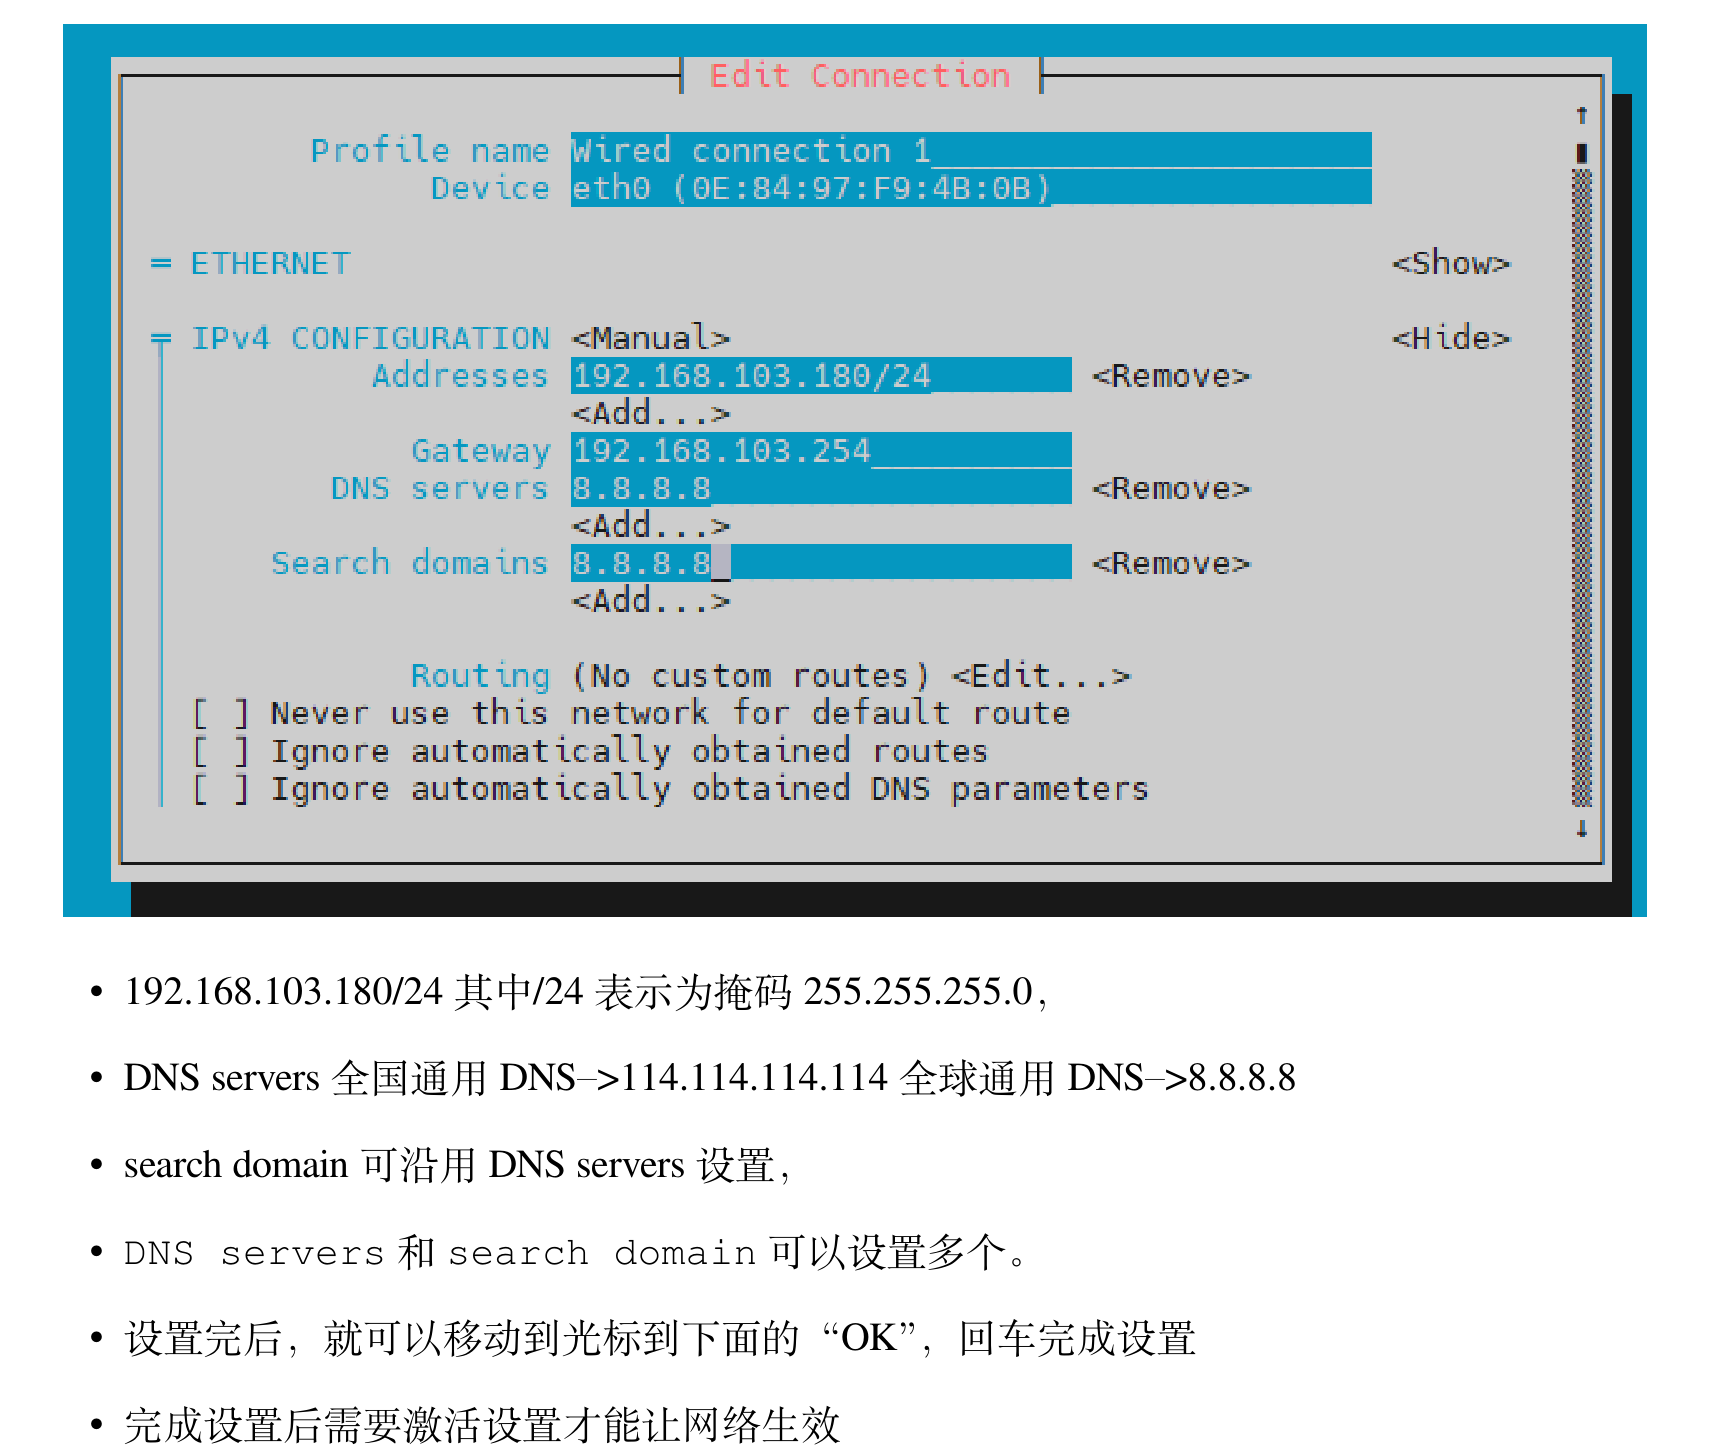 Edit Connection
↑
Profile name Wired connection 1
Device eth0 (0E:84:97:F9:4B:0B)
═ ETHERNET <Show>
╤ IPv4 CONFIGURATION <Manual> <Hide>
Addresses 192.168.103.180/24 <Remove>
<Add...>
Gateway 192.168.103.254
DNS servers 8.8.8.8 <Remove>
<Add...>
Search domains 8.8.8.8 <Remove>
<Add...>
Routing (No custom routes) <Edit...>
[ ] Never use this network for default route
[ ] Ignore automatically obtained routes
[ ] Ignore automatically obtained DNS parameters
↓
• 192.168.103.180/24 其中/24 表示为掩码 255.255.255.0，
• DNS servers 全国通用 DNS–>114.114.114.114 全球通用 DNS–>8.8.8.8
• search domain 可沿用 DNS servers 设置，
• DNS servers 和 search domain 可以设置多个。
• 设置完后，就可以移动到光标到下面的 “OK”，回车完成设置
• 完成设置后需要激活设置才能让网络生效